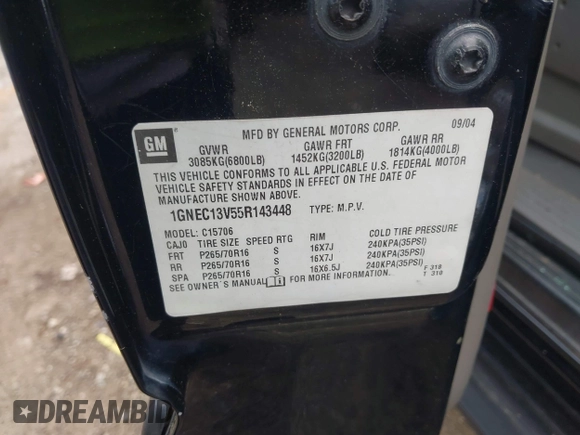 GM
MFD BY GENERAL MOTORS CORP. 09/04
GVWR GAWR FRT GAWR RR
3085KG(6800LB) 1452KG(3200LB) 1814KG(4000LB)
THIS VEHICLE CONFORMS TO ALL APPLICABLE U.S. FEDERAL MOTOR
VEHICLE SAFETY STANDARDS IN EFFECT ON THE DATE OF
MANUFACTURE SHOWN ABOVE.
1GNEC13V55R143448 TYPE: M.P.V.
MODEL: C15706
CAJ0 TIRE SIZE SPEED RTG RIM COLD TIRE PRESSURE
FRT P265/70R16 S 16X7J 240KPA(35PSI)
RR P265/70R16 S 16X7J 240KPA(35PSI)
SPA P265/70R16 S 16X6.5J 240KPA(35PSI)
SEE OWNER'S MANUAL FOR MORE INFORMATION. F 319
T 310
DREAMBID